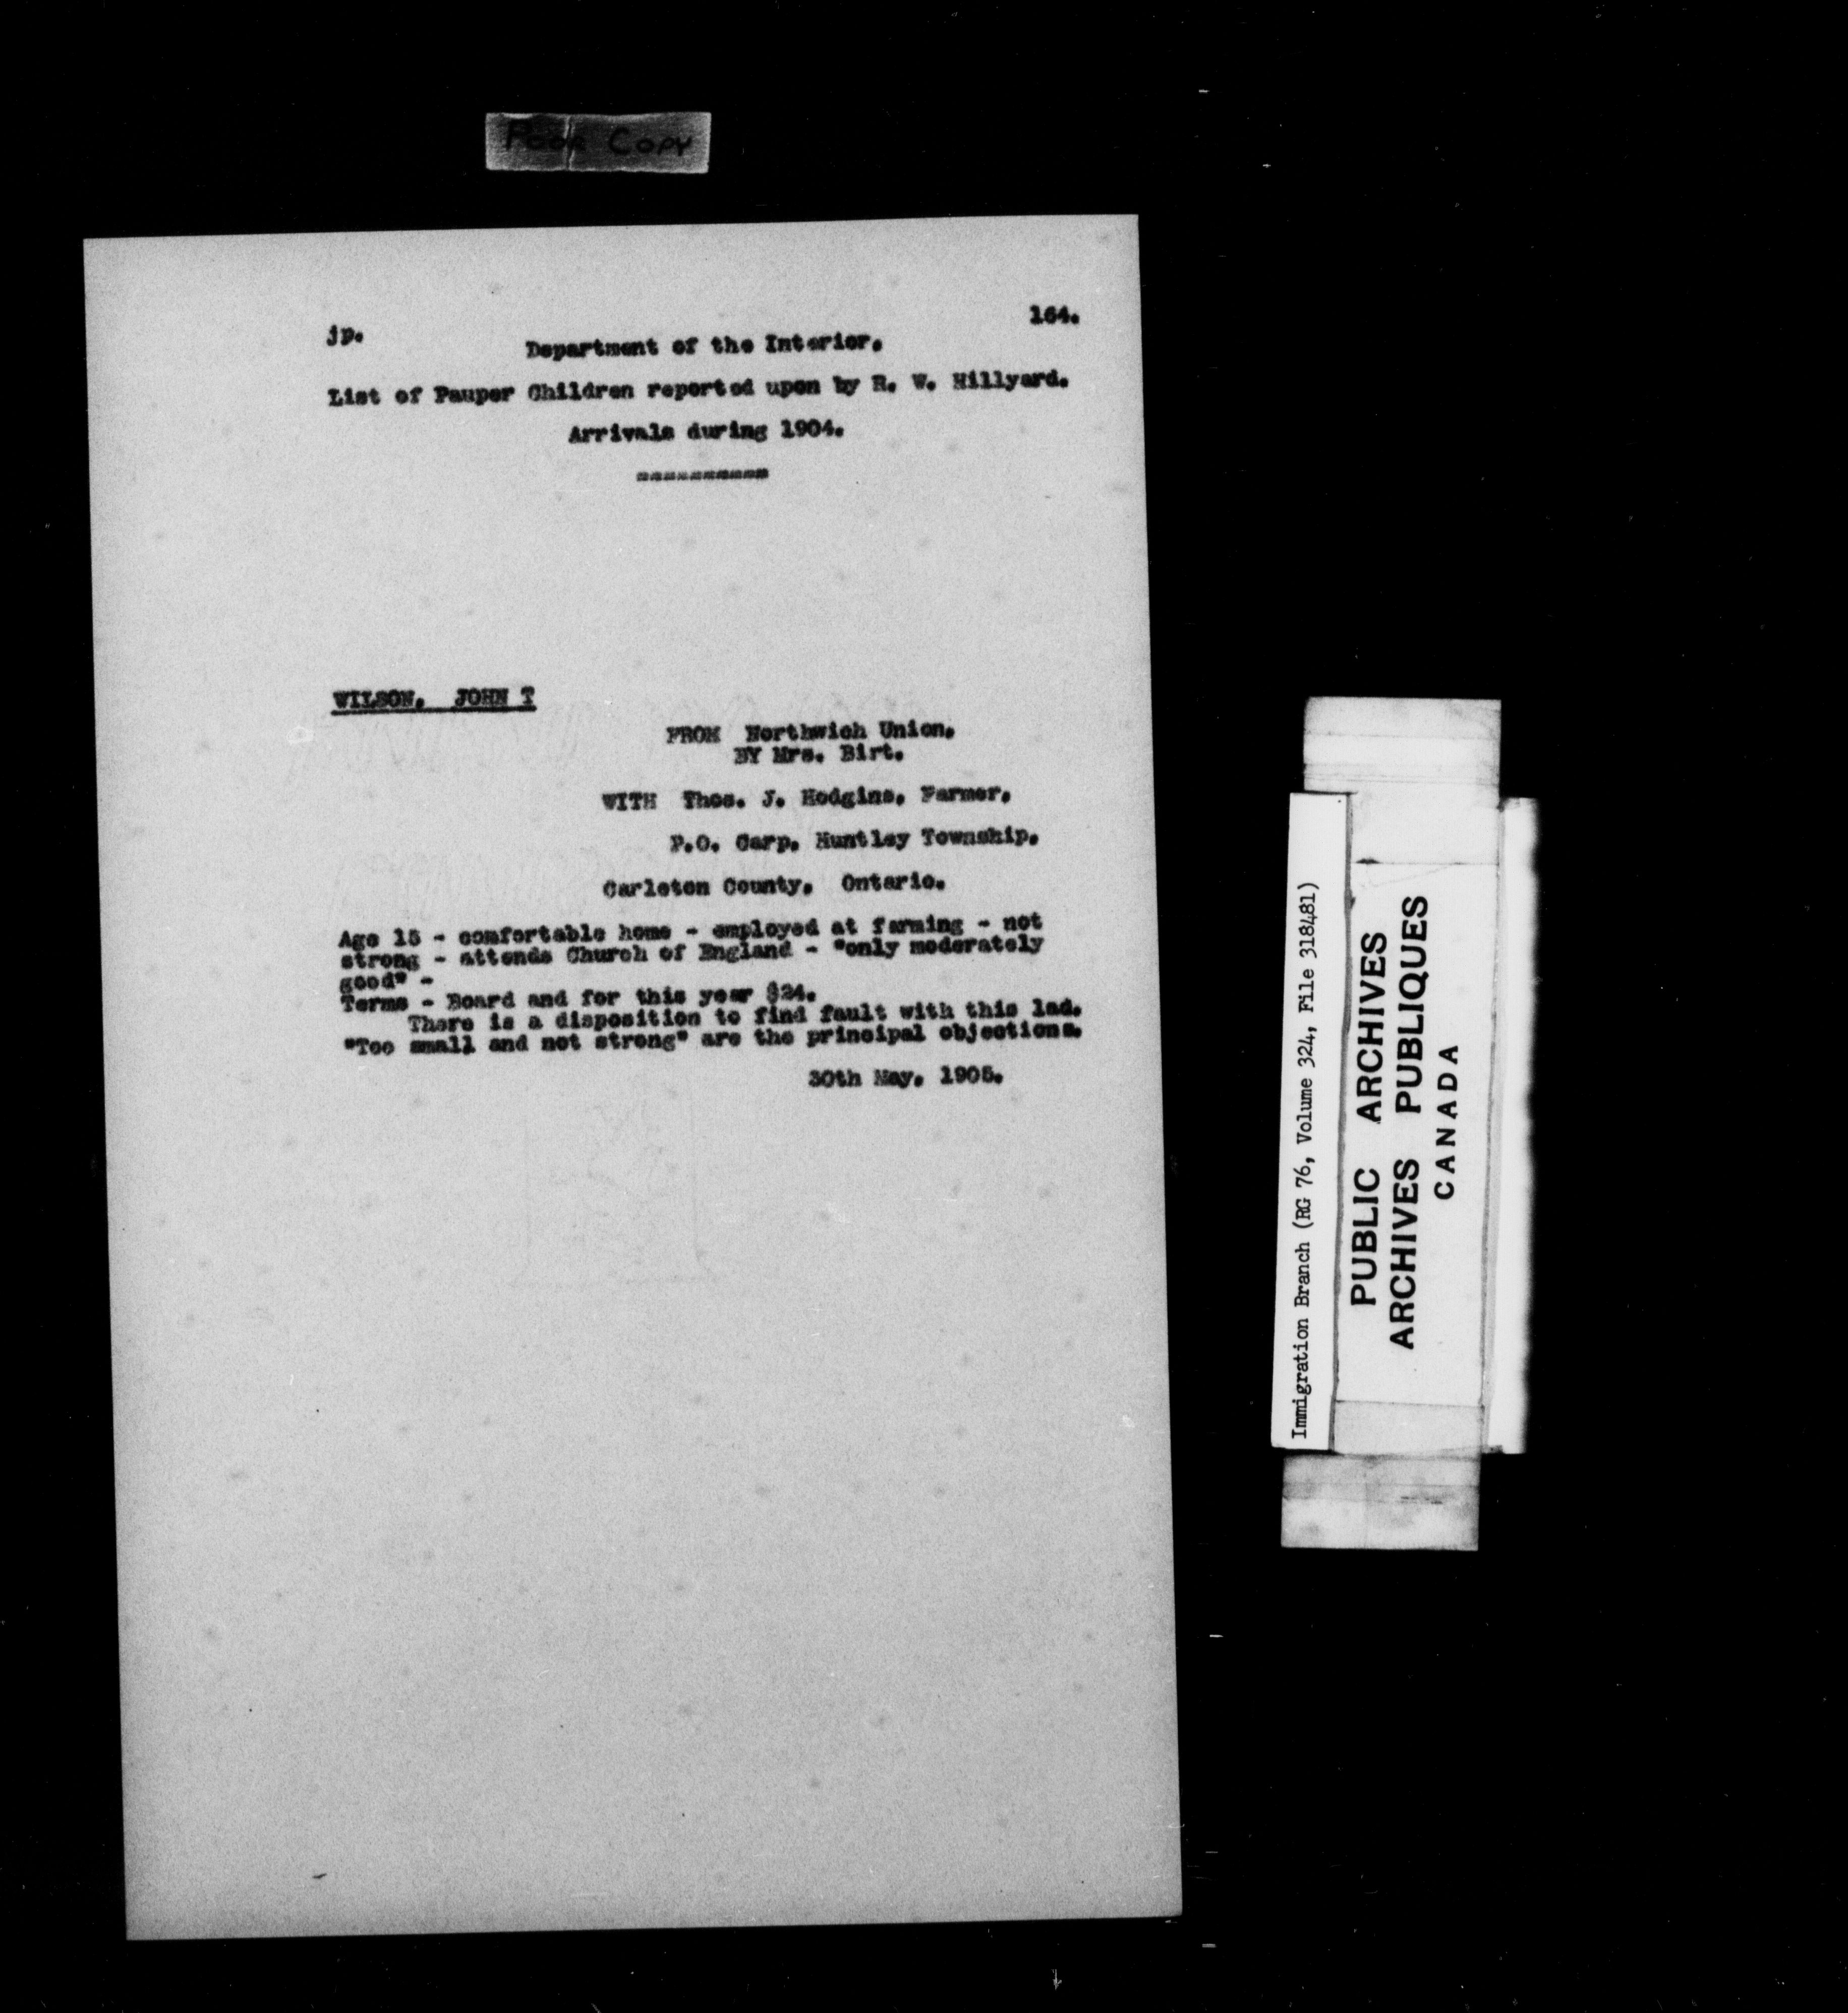 Poor Copy
164.
jp.
Department of the Interior.
List of Pauper Children reported upon by R. W. Hillyard.
Arrivals during 1904.
WILSON, JOHN T
FROM Northwich Union.
BY Mrs. Birt.
WITH Thos. J. Hodgins, Farmer,
P.O. Carp, Huntley Township,
Carleton County, Ontario.
Age 15 - comfortable home - employed at farming - not
strong - attends Church of England - "only moderately
good" -
Terms - Board and for this year $24.
There is a disposition to find fault with this lad.
"Too small and not strong" are the principal objections.
30th May, 1905.
Immigration Branch (RG 76, Volume 324, File 318481)
PUBLIC ARCHIVES
ARCHIVES PUBLIQUES
CANADA